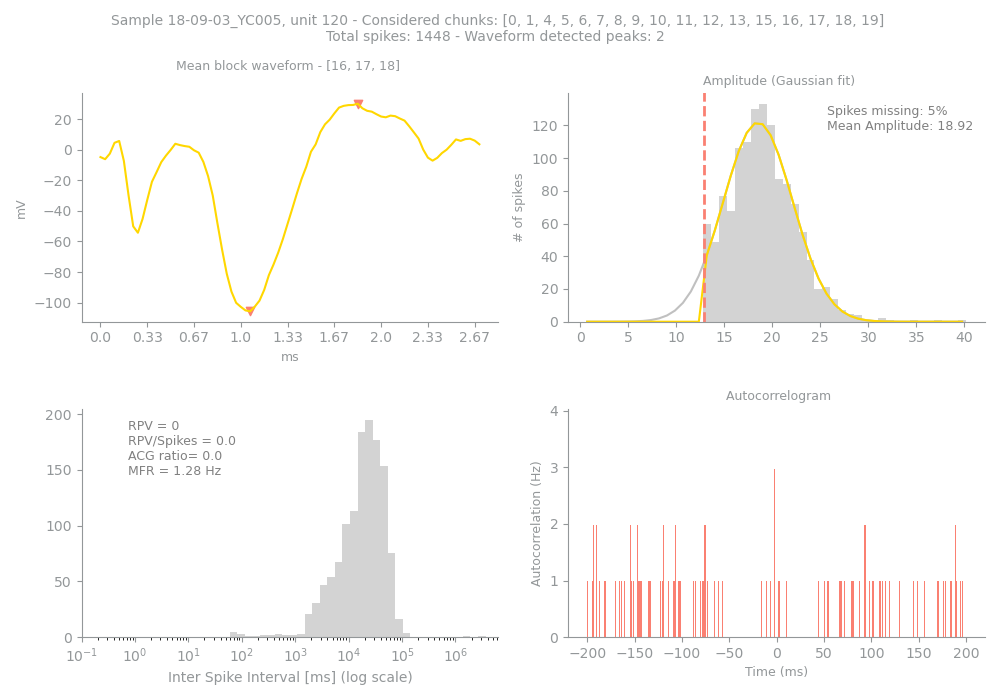 Sample 18-09-03_YC005, unit 120 - Considered chunks: [0, 1, 4, 5, 6, 7, 8, 9, 10, 11, 12, 13, 15, 16, 17, 18, 19]
Total spikes: 1448 - Waveform detected peaks: 2
Mean block waveform - [16, 17, 18]
mV
20
0
−20
−40
−60
−80
−100
0.0 0.33 0.67 1.0 1.33 1.67 2.0 2.33 2.67
ms
Amplitude (Gaussian fit)
Spikes missing: 5%
Mean Amplitude: 18.92
# of spikes
120
100
80
60
40
20
0
0 5 10 15 20 25 30 35 40
RPV = 0
RPV/Spikes = 0.0
ACG ratio= 0.0
MFR = 1.28 Hz
200
150
100
50
0
10⁻¹ 10⁰ 10¹ 10² 10³ 10⁴ 10⁵ 10⁶
Inter Spike Interval [ms] (log scale)
Autocorrelogram
Autocorrelation (Hz)
4
3
2
1
0
−200 −150 −100 −50 0 50 100 150 200
Time (ms)